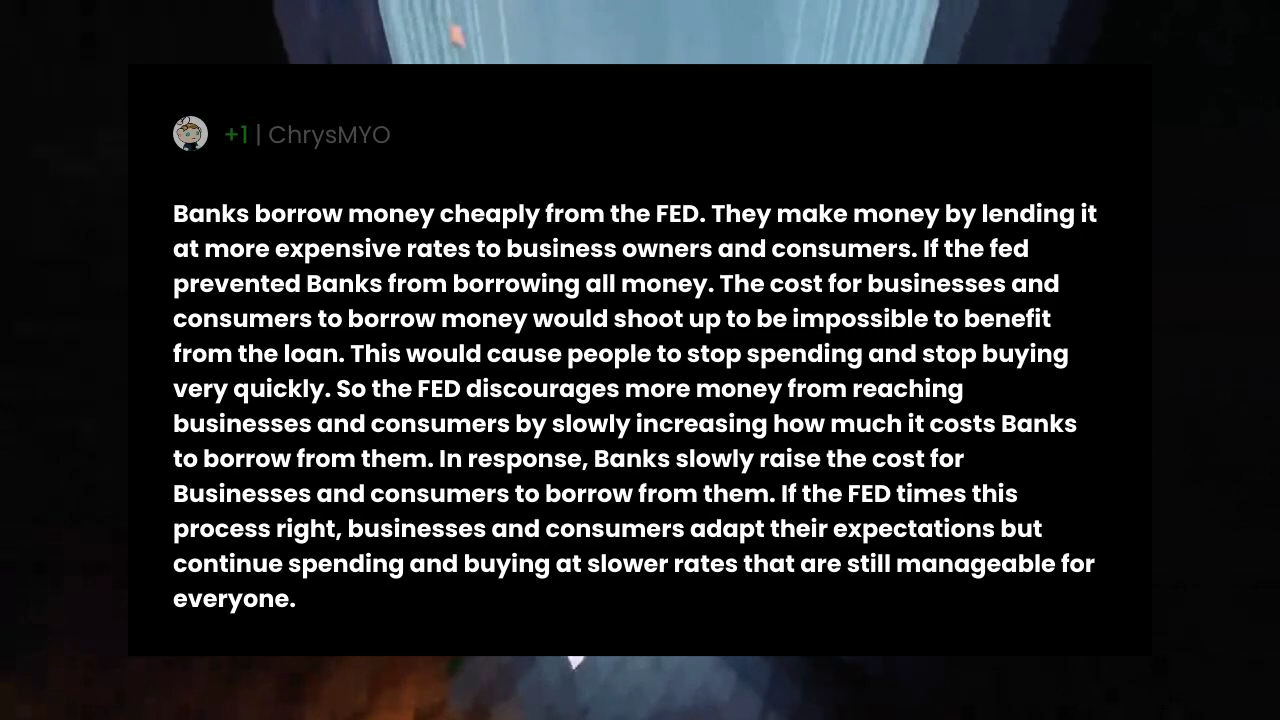 +1 | ChrysMYO
Banks borrow money cheaply from the FED. They make money by lending it
at more expensive rates to business owners and consumers. If the fed
prevented Banks from borrowing all money. The cost for businesses and
consumers to borrow money would shoot up to be impossible to benefit
from the loan. This would cause people to stop spending and stop buying
very quickly. So the FED discourages more money from reaching
businesses and consumers by slowly increasing how much it costs Banks
to borrow from them. In response, Banks slowly raise the cost for
Businesses and consumers to borrow from them. If the FED times this
process right, businesses and consumers adapt their expectations but
continue spending and buying at slower rates that are still manageable for
everyone.